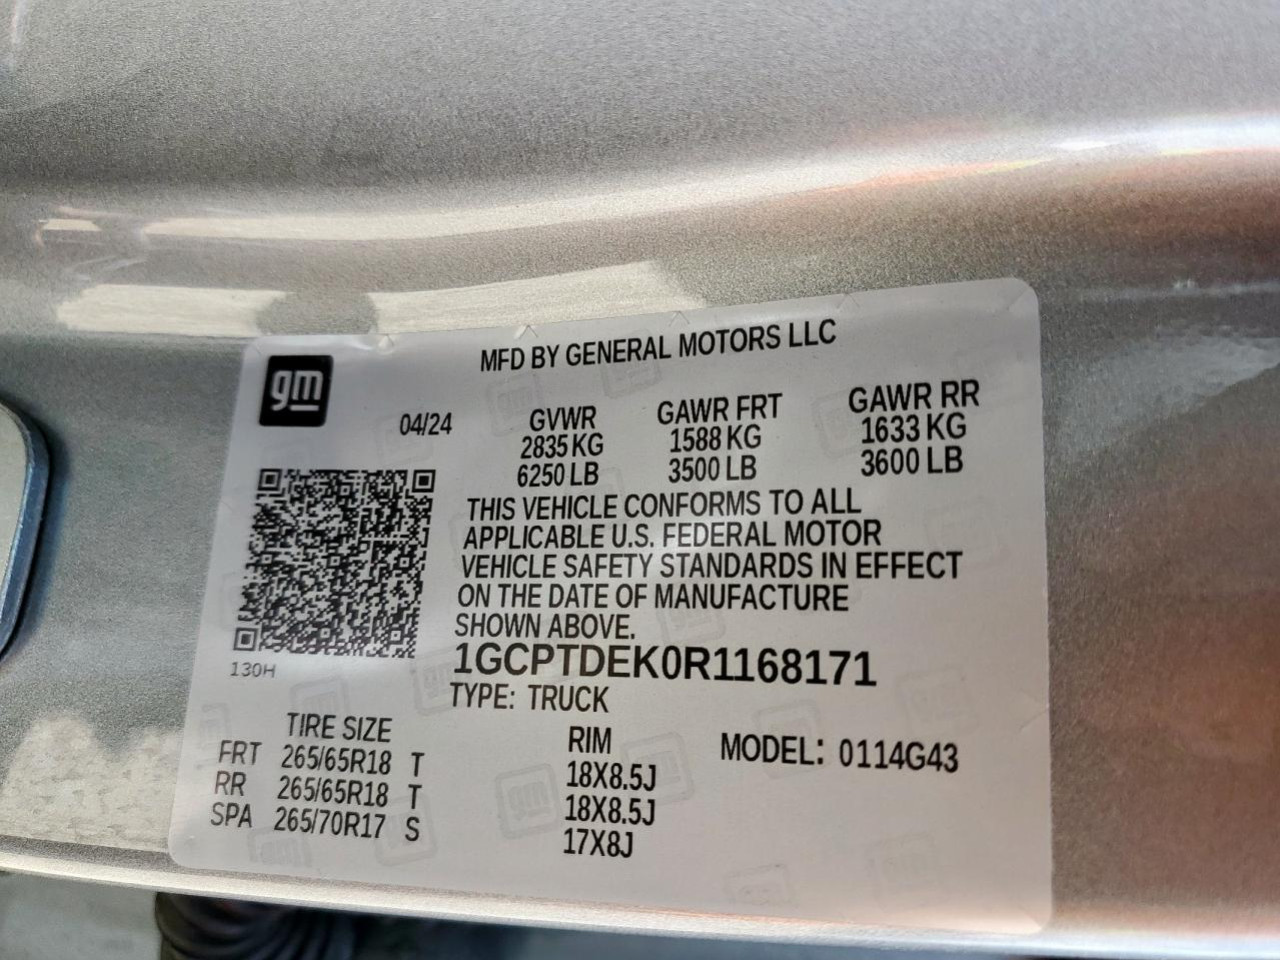 gm
MFD BY GENERAL MOTORS LLC
04/24 GVWR GAWR FRT GAWR RR
2835 KG 1588 KG 1633 KG
6250 LB 3500 LB 3600 LB
THIS VEHICLE CONFORMS TO ALL
APPLICABLE U.S. FEDERAL MOTOR
VEHICLE SAFETY STANDARDS IN EFFECT
ON THE DATE OF MANUFACTURE
SHOWN ABOVE.
130H
1GCPTDEK0R1168171
TYPE: TRUCK
TIRE SIZE RIM MODEL: 0114G43
FRT 265/65R18 T 18X8.5J
RR 265/65R18 T 18X8.5J
SPA 265/70R17 S 17X8J